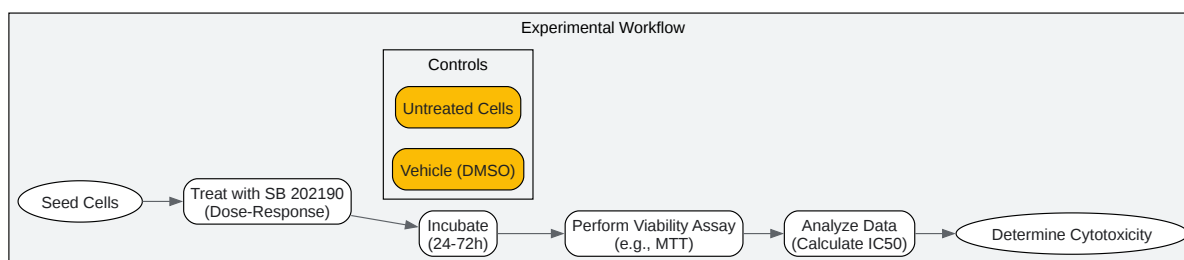 Experimental Workflow
Controls
Untreated Cells
Vehicle (DMSO)
Seed Cells
Treat with SB 202190
(Dose-Response)
Incubate
(24-72h)
Perform Viability Assay
(e.g., MTT)
Analyze Data
(Calculate IC50)
Determine Cytotoxicity